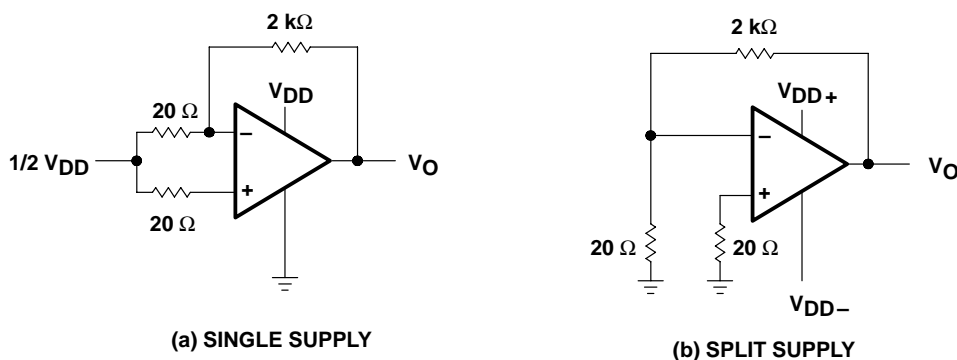 2 kΩ
VDD
20 Ω
−
1/2 VDD
VO
+
20 Ω
(a) SINGLE SUPPLY
2 kΩ
VDD+
−
VO
+
20 Ω
20 Ω
VDD−
(b) SPLIT SUPPLY